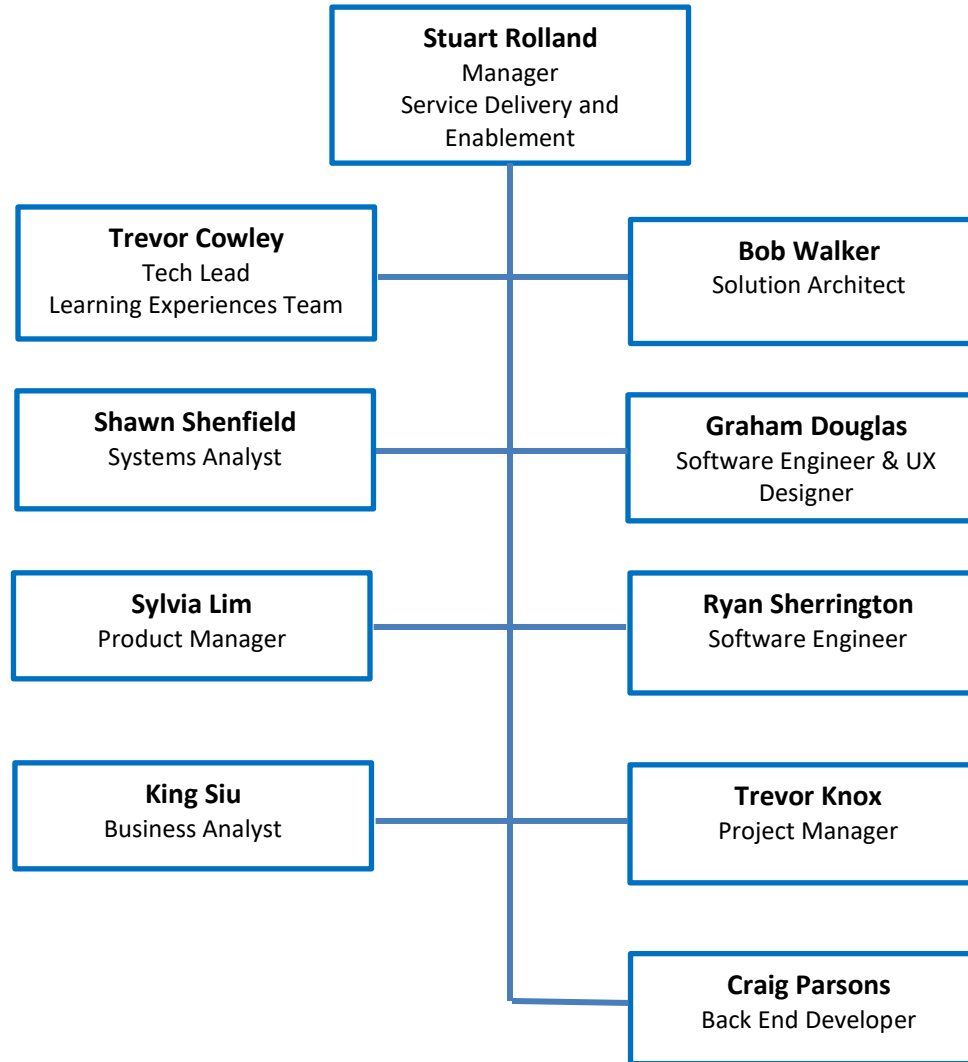 Stuart Rolland
Manager
Service Delivery and
Enablement
Trevor Cowley
Tech Lead
Learning Experiences Team
Bob Walker
Solution Architect
Shawn Shenfield
Systems Analyst
Graham Douglas
Software Engineer & UX
Designer
Sylvia Lim
Product Manager
Ryan Sherrington
Software Engineer
King Siu
Business Analyst
Trevor Knox
Project Manager
Craig Parsons
Back End Developer